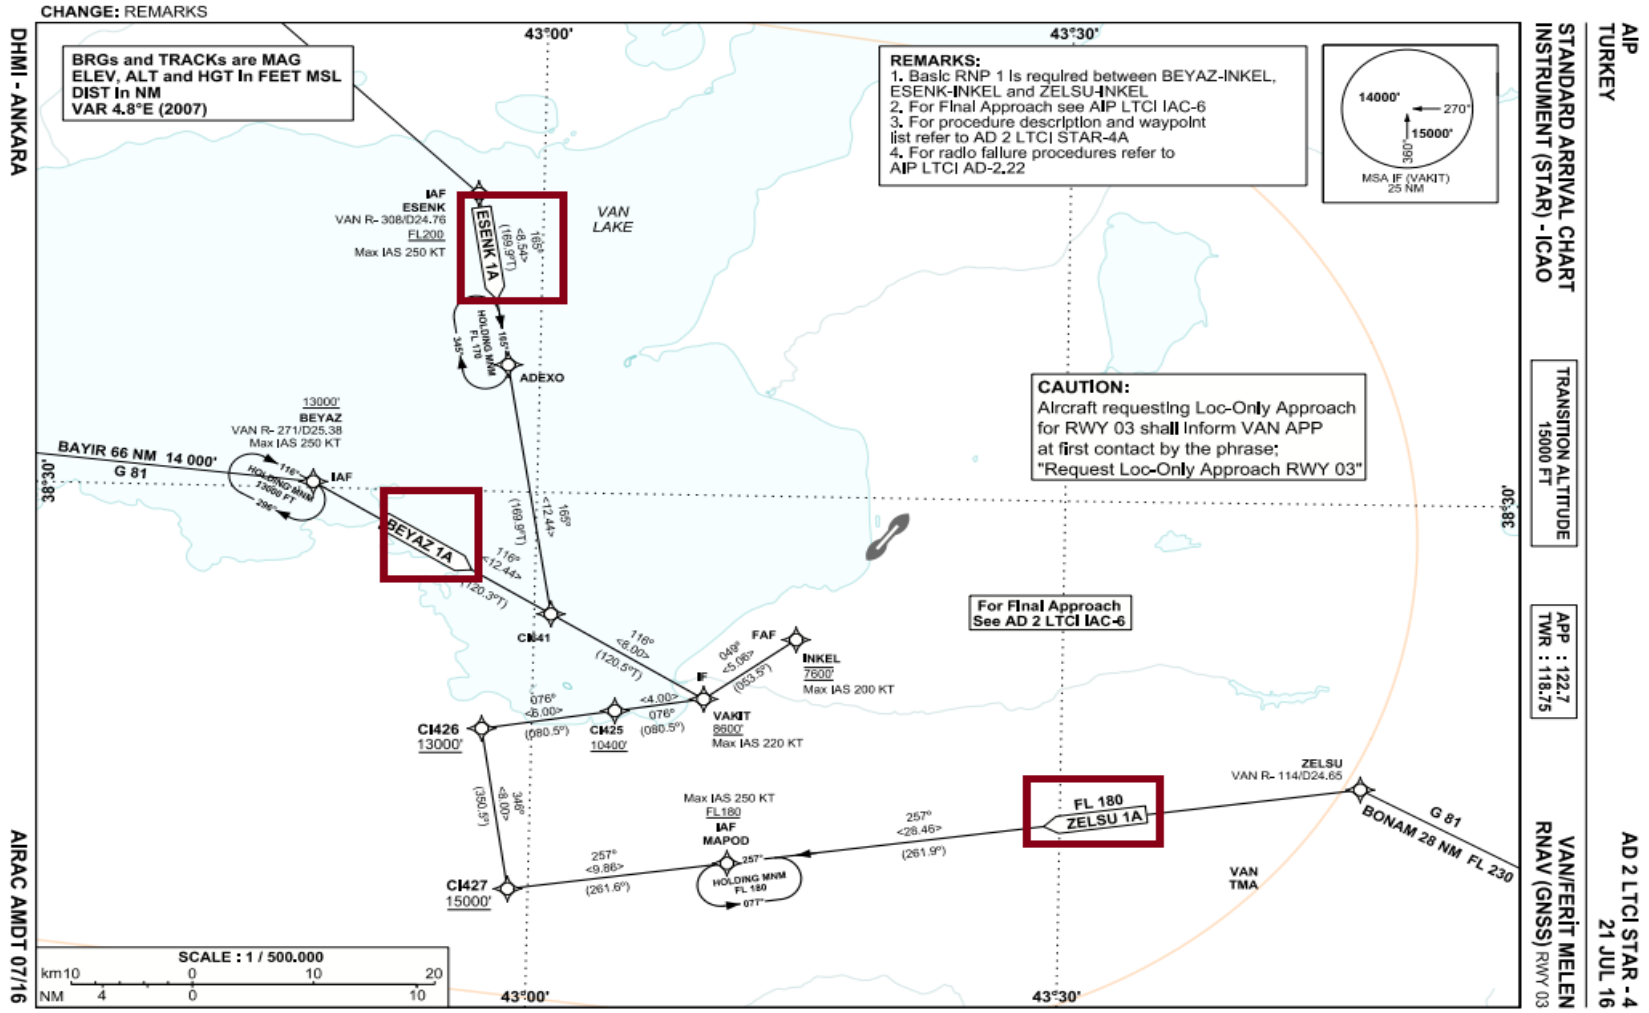 CHANGE: REMARKS
BRGs and TRACKs are MAG
ELEV, ALT and HGT In FEET MSL
DIST In NM
VAR 4.8°E (2007)
43°00'
43°30'
REMARKS:
1. Basic RNP 1 Is required between BEYAZ-INKEL,
ESENK-INKEL and ZELSU-INKEL
2. For Final Approach see AIP LTCI IAC-6
3. For procedure description and waypoint
list refer to AD 2 LTCI STAR-4A
4. For radio failure procedures refer to
AIP LTCI AD-2.22
14000'
270°
15000'
360°
MSA IF (VAKIT)
25 NM
IAF
ESENK
VAN R- 308/D24.76
FL200
Max IAS 250 KT
ESENK 1A
165°
<8.54>
(169.9°T)
VAN
LAKE
HOLDING MNM
FL 170
345°
165°
ADEXO
CAUTION:
Aircraft requesting Loc-Only Approach
for RWY 03 shall Inform VAN APP
at first contact by the phrase;
"Request Loc-Only Approach RWY 03"
13000'
BEYAZ
VAN R- 271/D25.38
Max IAS 250 KT
BAYIR 66 NM 14 000'
G 81
116°
HOLDING MNM
13000 FT
296°
IAF
38°30'
38°30'
BEYAZ 1A
116°
<12.44>
(120.3°T)
165°
<12.44>
(169.9°T)
CI441
116°
<8.00>
(120.5°T)
For Final Approach
See AD 2 LTCI IAC-6
FAF
INKEL
7600'
Max IAS 200 KT
049°
<5.06>
(053.5°)
IF
VAKIT
8600'
Max IAS 220 KT
<4.00>
076°
(080.5°)
CI425
10400'
076°
<6.00>
(080.5°)
CI426
13000'
346°
<8.00>
(350.5°)
CI427
15000'
257°
<9.86>
(261.6°)
Max IAS 250 KT
FL180
IAF
MAPOD
257°
HOLDING MNM
FL 180
077°
257°
<28.46>
(261.9°)
FL 180
ZELSU 1A
ZELSU
VAN R- 114/D24.65
G 81
BONAM 28 NM FL 230
VAN
TMA
SCALE : 1 / 500.000
km 10 0 10 20
NM 4 0 10
43°00'
43°30'
DHMI - ANKARA
AIRAC AMDT 07/16
AIP
TURKEY
STANDARD ARRIVAL CHART
INSTRUMENT (STAR) - ICAO
TRANSITION ALTITUDE
15000 FT
APP : 122.7
TWR : 118.75
AD 2 LTCI STAR - 4
21 JUL 16
VAN/FERİT MELEN
RNAV (GNSS) RWY 03